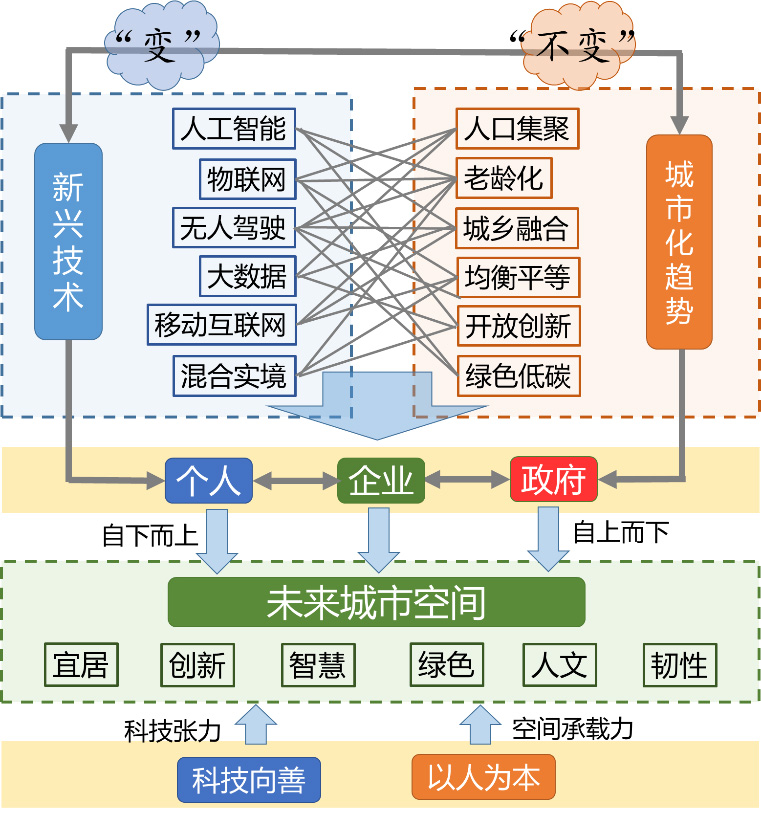 “变”
“不变”
新兴技术
人工智能
物联网
无人驾驶
大数据
移动互联网
混合实境
人口集聚
老龄化
城乡融合
均衡平等
开放创新
绿色低碳
城市化趋势
个人
企业
政府
自下而上
自上而下
未来城市空间
宜居
创新
智慧
绿色
人文
韧性
科技张力
空间承载力
科技向善
以人为本